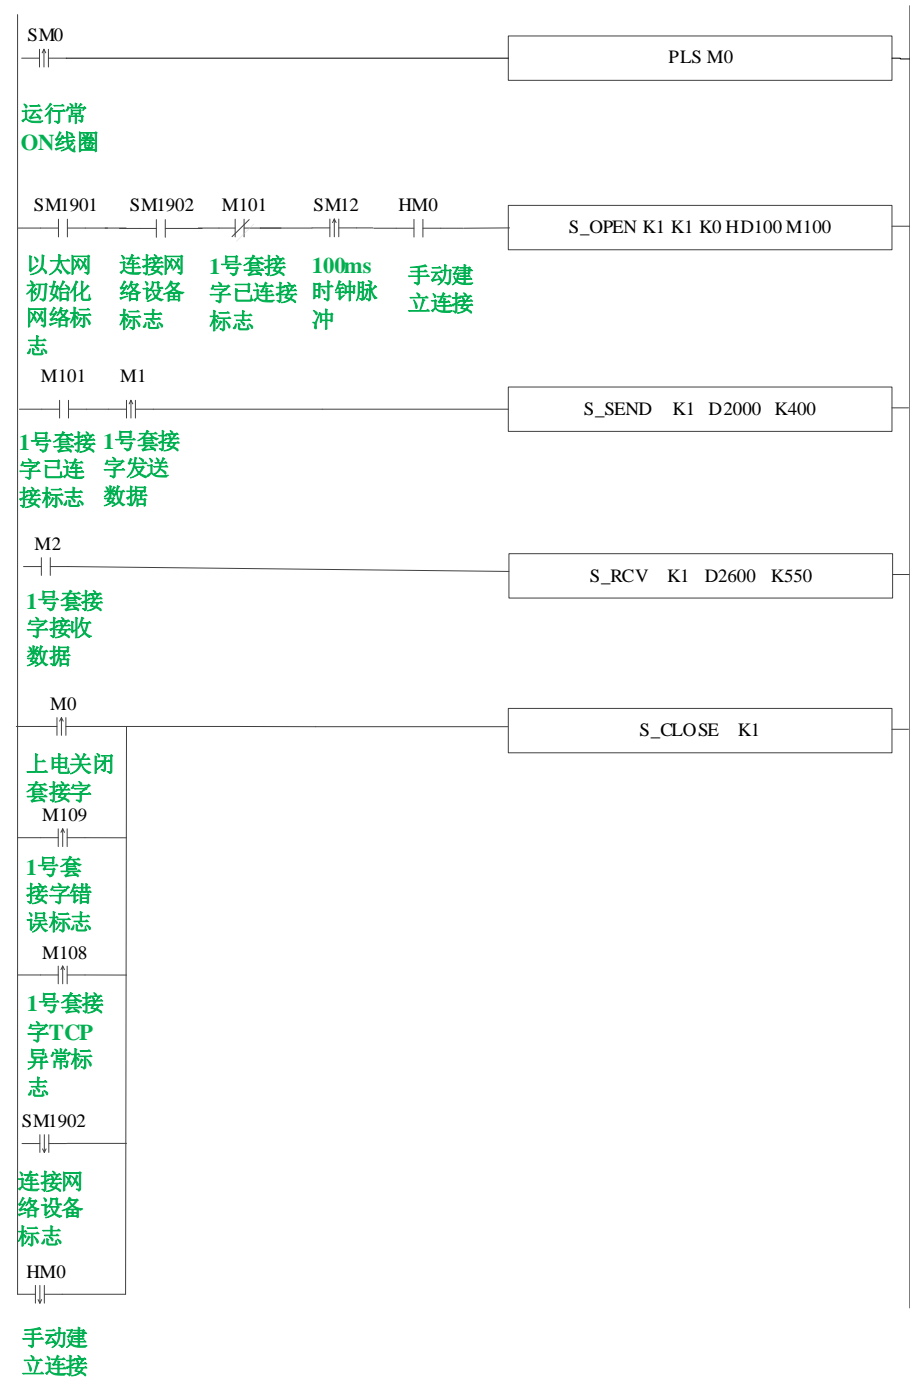 SM0
PLS M0
运行常
ON线圈
SM1901 SM1902 M101 SM12 HM0
S_OPEN K1 K1 K0 HD100 M100
以太网
初始化
网络标
志
连接网
络设备
标志
1号套接
字已连接
标志
100ms
时钟脉
冲
手动建
立连接
M101 M1
S_SEND K1 D2000 K400
1号套接
字已连
接标志
1号套接
字发送
数据
M2
S_RCV K1 D2600 K550
1号套接
字接收
数据
M0
S_CLOSE K1
上电关闭
套接字
M109
1号套
接字错
误标志
M108
1号套接
字TCP
异常标
志
SM1902
连接网
络设备
标志
HM0
手动建
立连接